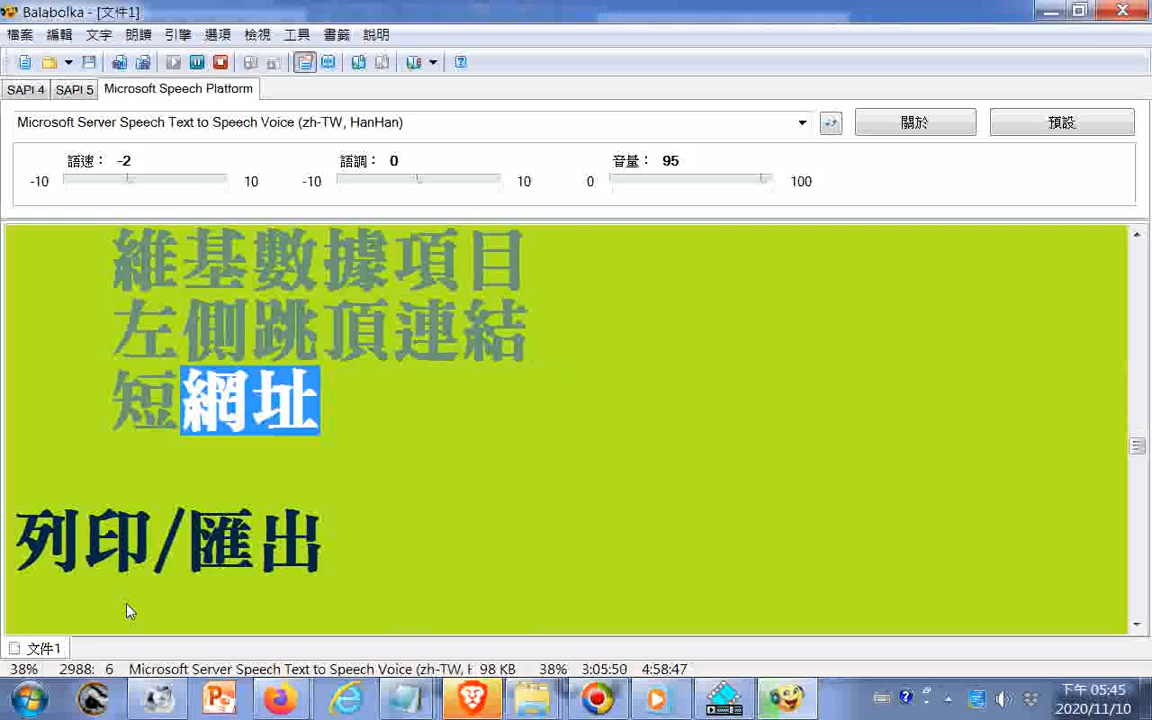 Balabolka - [文件1]
檔案 編輯 文字 朗讀 引擎 選項 檢視 工具 書籤 說明
SAPI 4 SAPI 5 Microsoft Speech Platform
Microsoft Server Speech Text to Speech Voice (zh-TW, HanHan) 關於 預設
語速： -2 語調： 0 音量： 95
-10 10 -10 10 0 100
維基數據項目
左側跳頂連結
短網址
列印/匯出
文件1
38% 2988: 6 Microsoft Server Speech Text to Speech Voice (zh-TW, 98 KB 38% 3:05:50 4:58:47
下午 05:45
2020/11/10